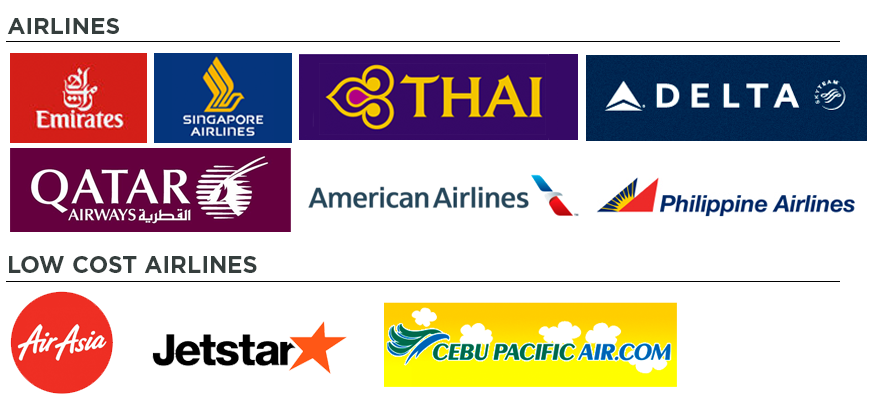 AIRLINES
Emirates
SINGAPORE
AIRLINES
THAI
DELTA
SKYTEAM
QATAR
AIRWAYS القطرية
American Airlines
Philippine Airlines
LOW COST AIRLINES
AirAsia
Jetstar
CEBU PACIFIC AIR.COM